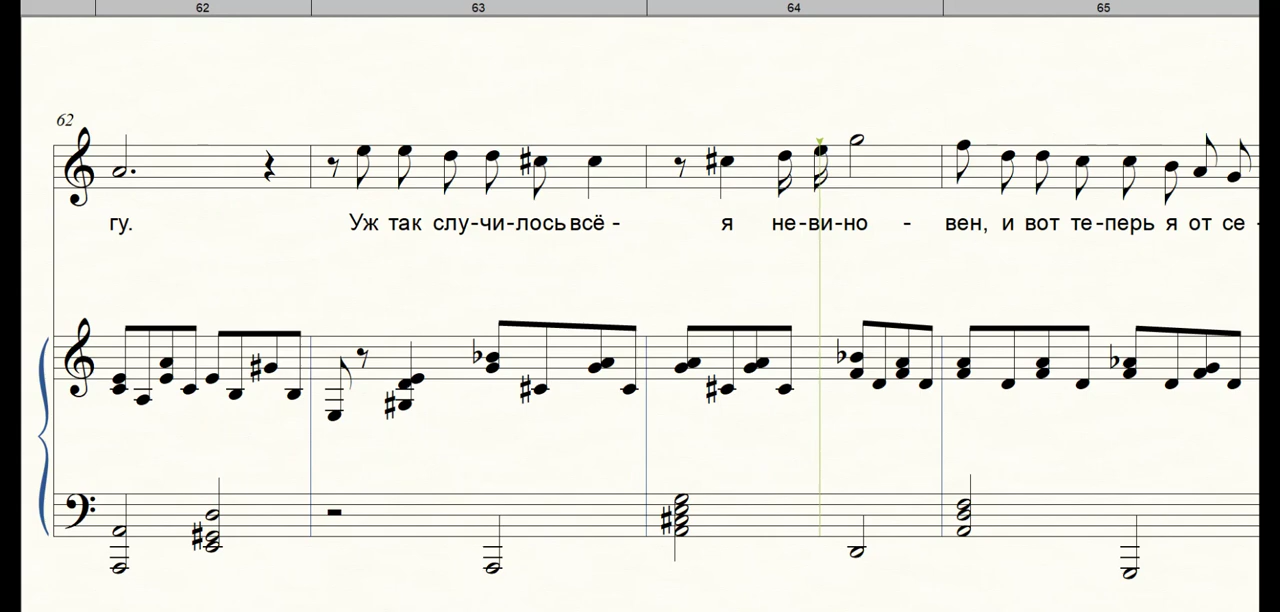 62 63 64 65
62
гу. Уж так слу-чи-лось всё - я не-ви-но - вен, и вот те-перь я от се -